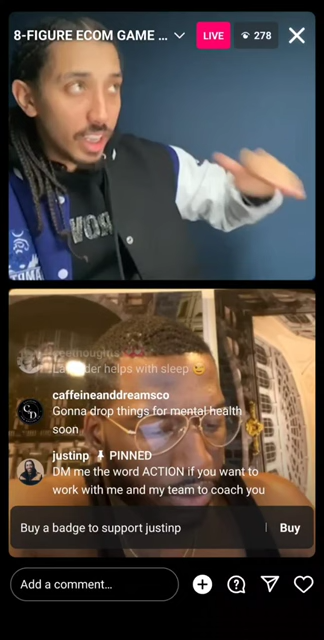 8-FIGURE ECOM GAME ...
LIVE
278
helps with sleep 😉
caffeineanddreamsco
Gonna drop things for mental health
soon
justinp PINNED
DM me the word ACTION if you want to
work with me and my team to coach you
Buy a badge to support justinp
Buy
Add a comment...